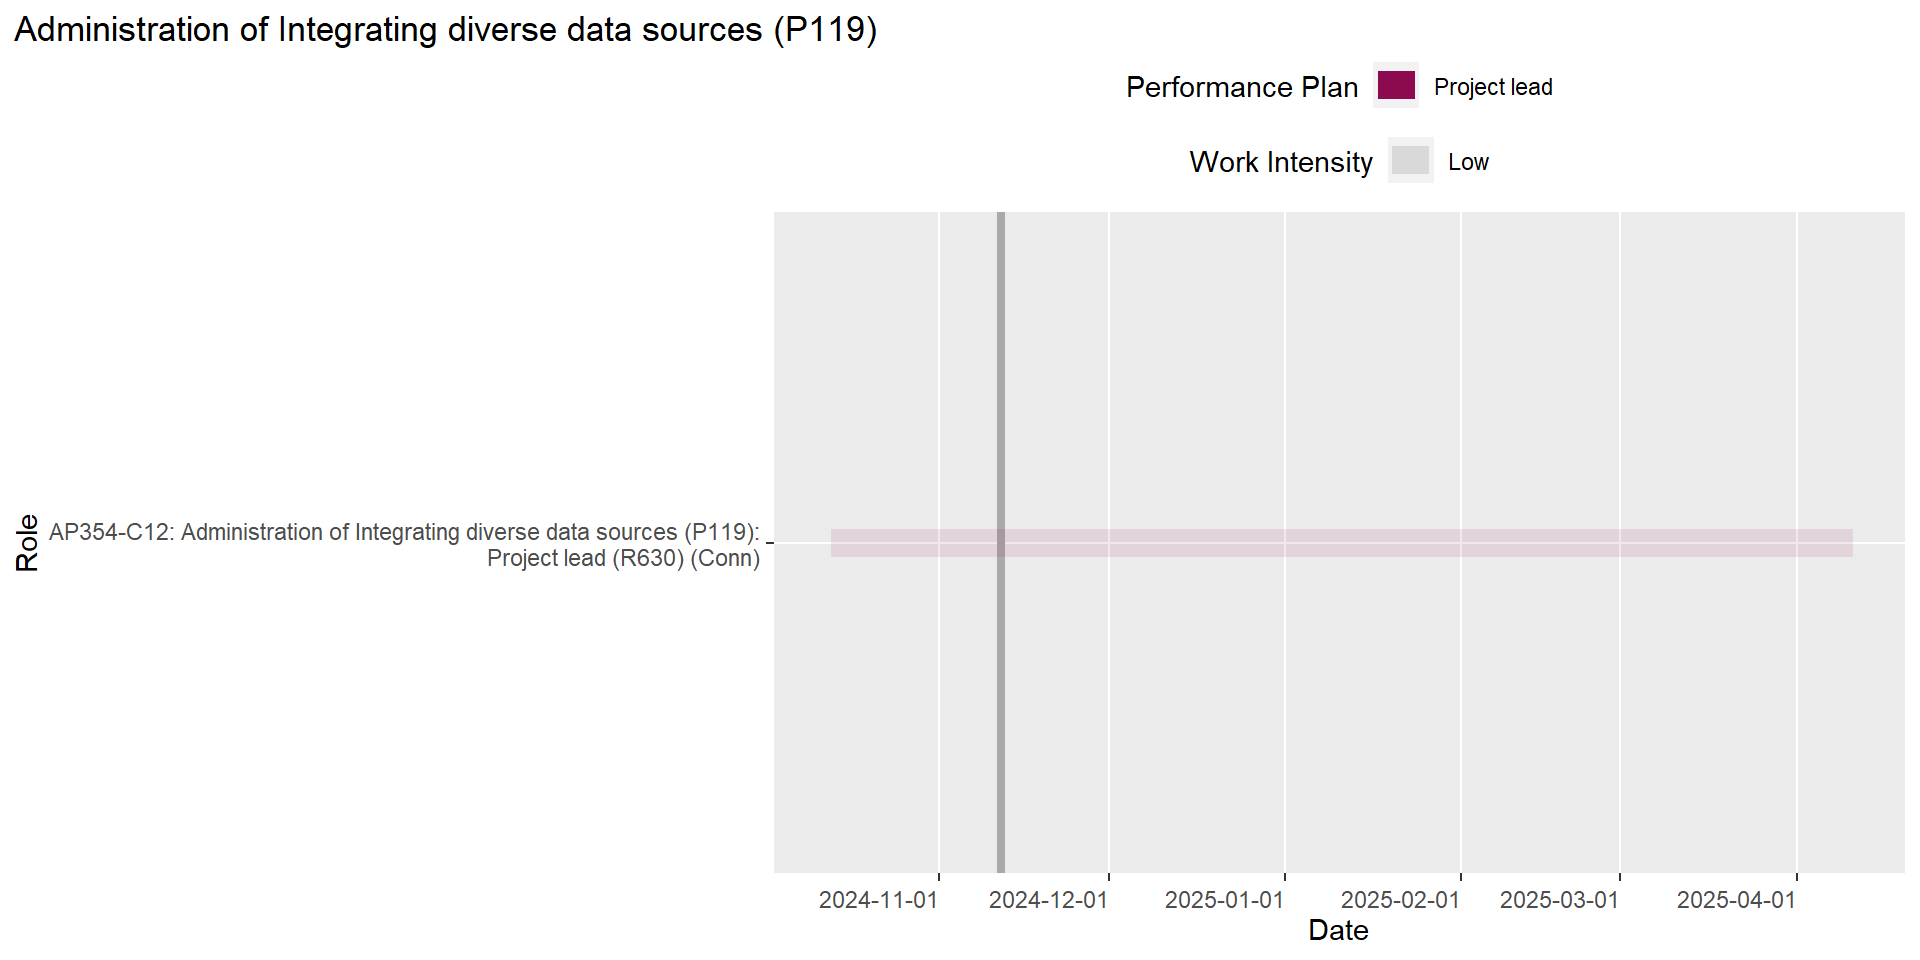 Administration of Integrating diverse data sources (P119)
Performance Plan
Project lead
Work Intensity
Low
Role
AP354-C12: Administration of Integrating diverse data sources (P119):
Project lead (R630) (Conn)
2024-11-01
2024-12-01
2025-01-01
2025-02-01
2025-03-01
2025-04-01
Date